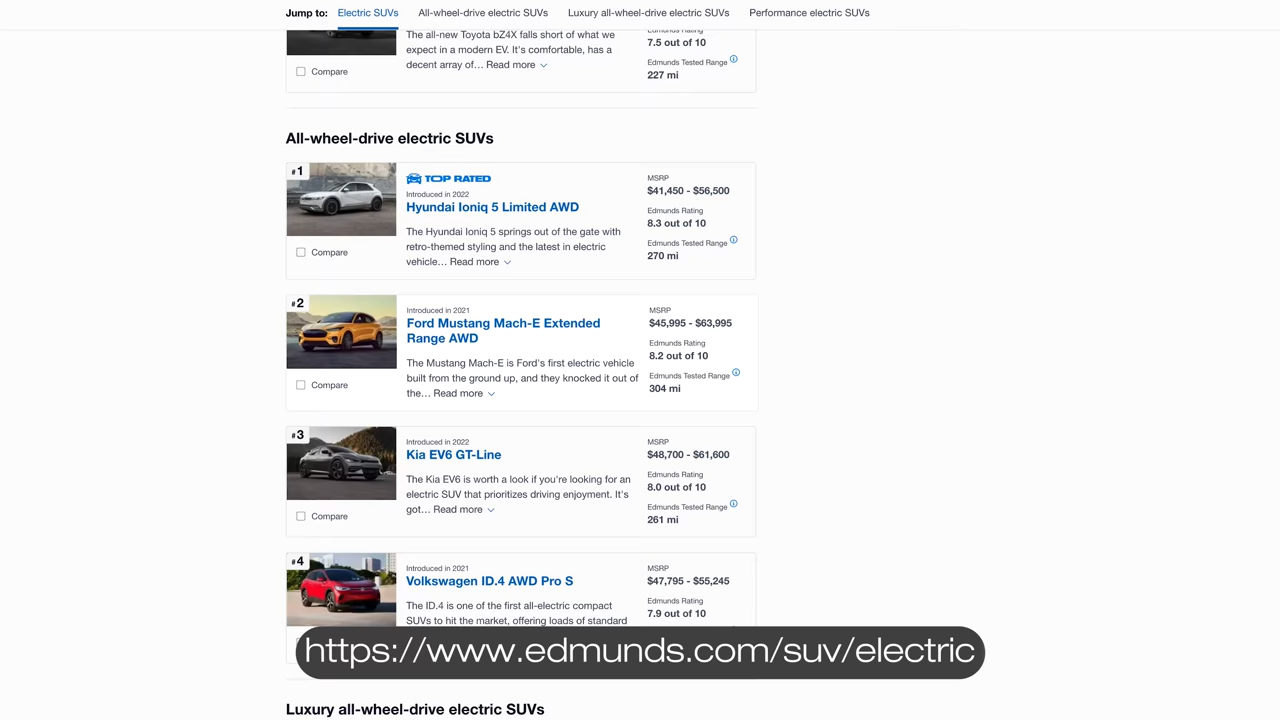 Jump to: Electric SUVs All-wheel-drive electric SUVs Luxury all-wheel-drive electric SUVs Performance electric SUVs
The all-new Toyota bZ4X falls short of what we
expect in a modern EV. It's comfortable, has a
decent array of… Read more
Compare
Edmunds Rating
7.5 out of 10
Edmunds Tested Range
227 mi
All-wheel-drive electric SUVs
#1
Compare
TOP RATED
Introduced in 2022
Hyundai Ioniq 5 Limited AWD
The Hyundai Ioniq 5 springs out of the gate with
retro-themed styling and the latest in electric
vehicle… Read more
MSRP
$41,450 - $56,500
Edmunds Rating
8.3 out of 10
Edmunds Tested Range
270 mi
#2
Compare
Introduced in 2021
Ford Mustang Mach-E Extended
Range AWD
The Mustang Mach-E is Ford's first electric vehicle
built from the ground up, and they knocked it out of
the… Read more
MSRP
$45,995 - $63,995
Edmunds Rating
8.2 out of 10
Edmunds Tested Range
304 mi
#3
Compare
Introduced in 2022
Kia EV6 GT-Line
The Kia EV6 is worth a look if you're looking for an
electric SUV that prioritizes driving enjoyment. It's
got… Read more
MSRP
$48,700 - $61,600
Edmunds Rating
8.0 out of 10
Edmunds Tested Range
261 mi
#4
Introduced in 2021
Volkswagen ID.4 AWD Pro S
The ID.4 is one of the first all-electric compact
SUVs to hit the market, offering loads of standard
MSRP
$47,795 - $55,245
Edmunds Rating
7.9 out of 10
https://www.edmunds.com/suv/electric
Luxury all-wheel-drive electric SUVs